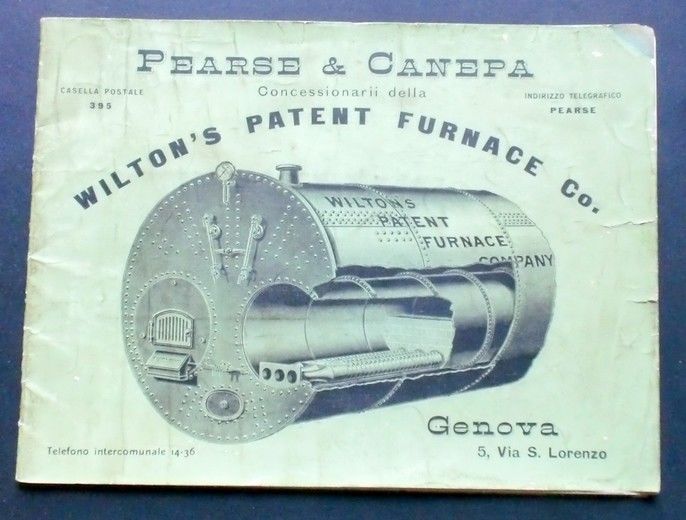 PEARSE & CANEPA
Concessionarii della
CASELLA POSTALE
395
INDIRIZZO TELEGRAFICO
PEARSE
WILTON'S PATENT FURNACE Co.
WILTONS
PATENT
FURNACE
COMPANY
Genova
5, Via S. Lorenzo
Telefono intercomunale 14-36